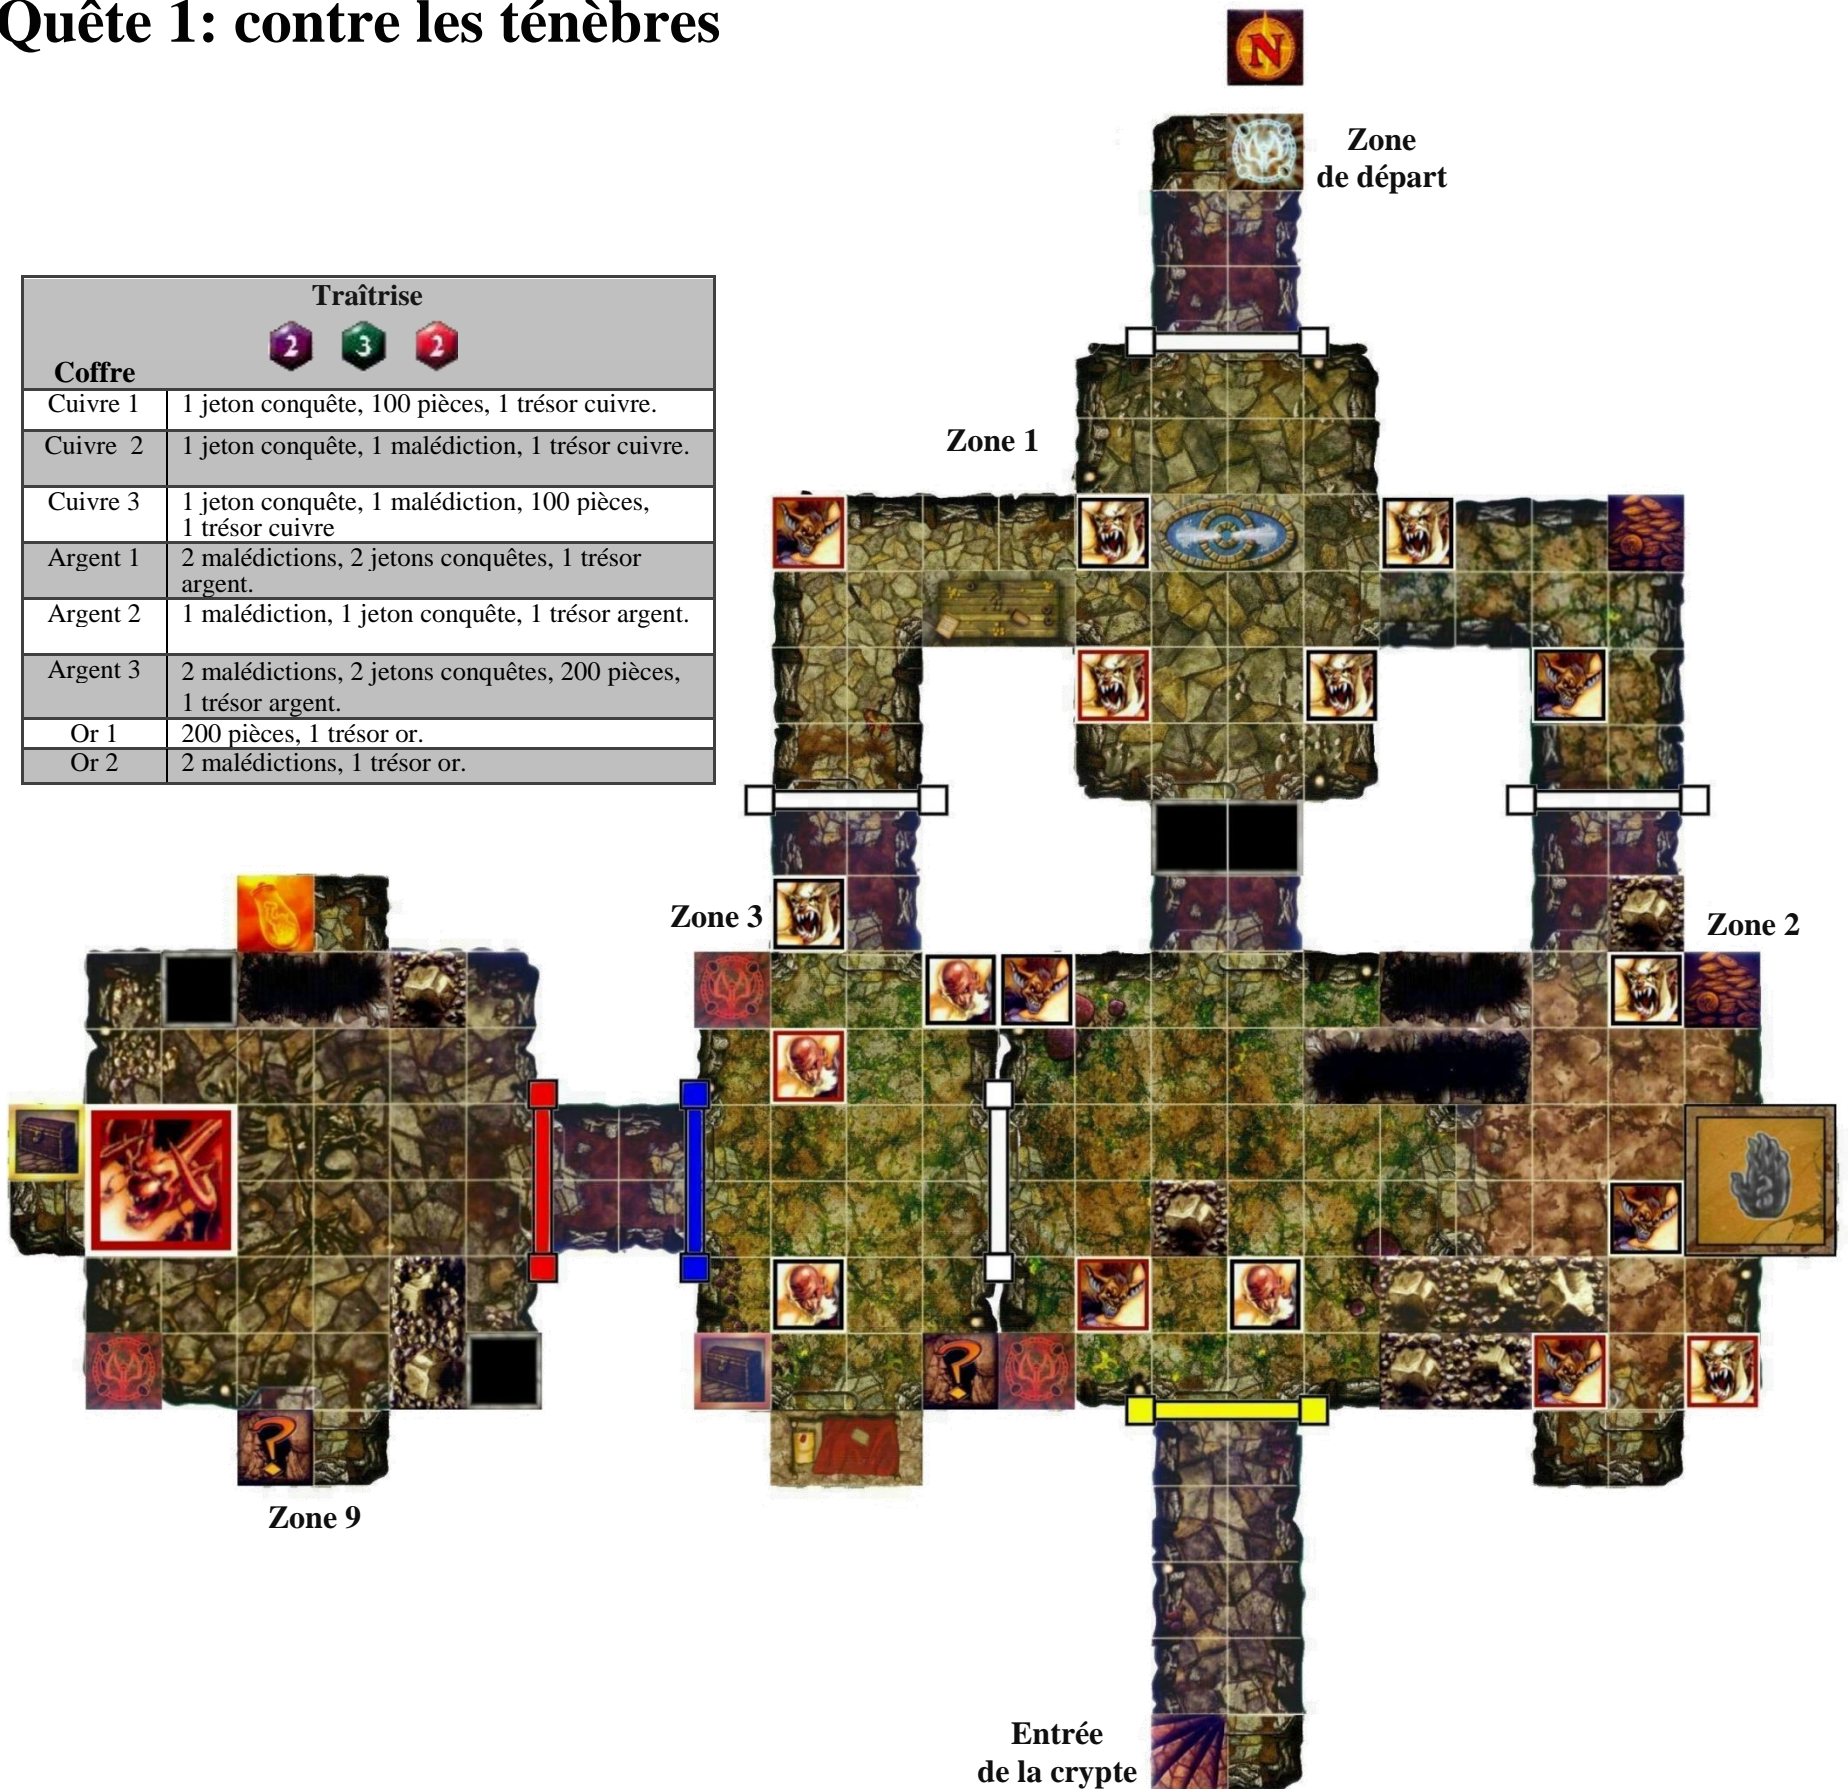 Quête 1: contre les ténèbres
N
Zone
de départ
Traîtrise
2 3 2
Coffre
Cuivre 1 1 jeton conquête, 100 pièces, 1 trésor cuivre.
Cuivre 2 1 jeton conquête, 1 malédiction, 1 trésor cuivre.
Cuivre 3 1 jeton conquête, 1 malédiction, 100 pièces,
1 trésor cuivre
Argent 1 2 malédictions, 2 jetons conquêtes, 1 trésor
argent.
Argent 2 1 malédiction, 1 jeton conquête, 1 trésor argent.
Argent 3 2 malédictions, 2 jetons conquêtes, 200 pièces,
1 trésor argent.
Or 1 200 pièces, 1 trésor or.
Or 2 2 malédictions, 1 trésor or.
Zone 1
Zone 3
Zone 2
?
?
Zone 9
Entrée
de la crypte